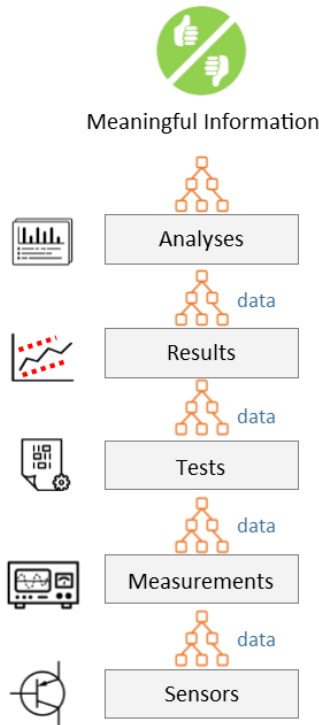 Meaningful Information
Analyses
data
Results
data
Tests
data
Measurements
data
Sensors